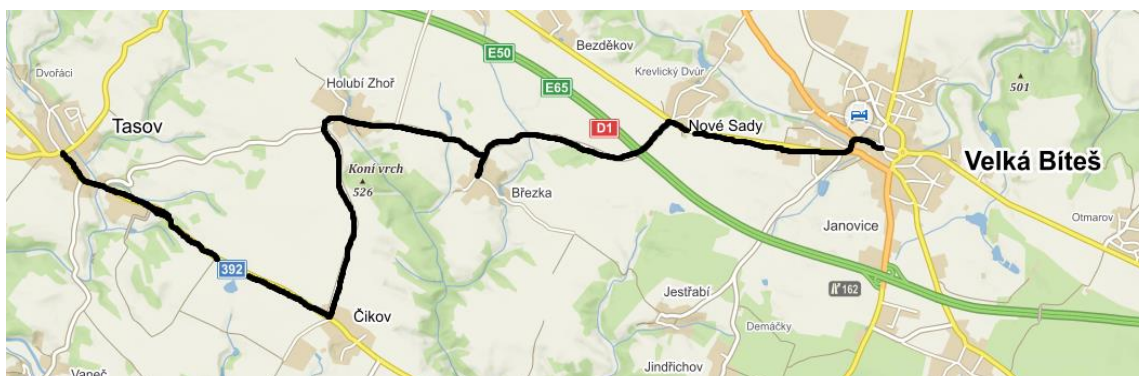 Bezděkov
E50
Dvořáci
Krevlický Dvůr
501
Holubí Zhoř
E65
Tasov
D1
Nové Sady
Koní vrch
526
Velká Bíteš
Březka
Otmarov
Janovice
392
162
Jestřabí
Čikov
Demáčky
Jindřichov
Vaneč